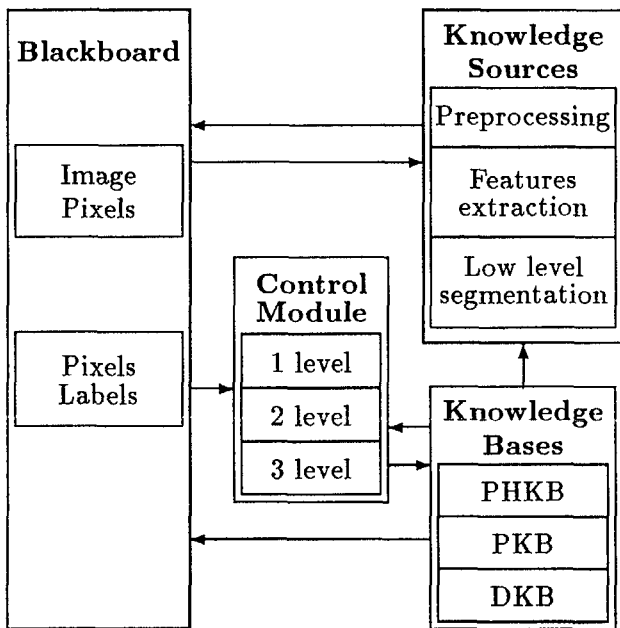 Blackboard
Image
Pixels
Pixels
Labels
Control
Module
1 level
2 level
3 level
Knowledge
Sources
Preprocessing
Features
extraction
Low level
segmentation
Knowledge
Bases
PHKB
PKB
DKB